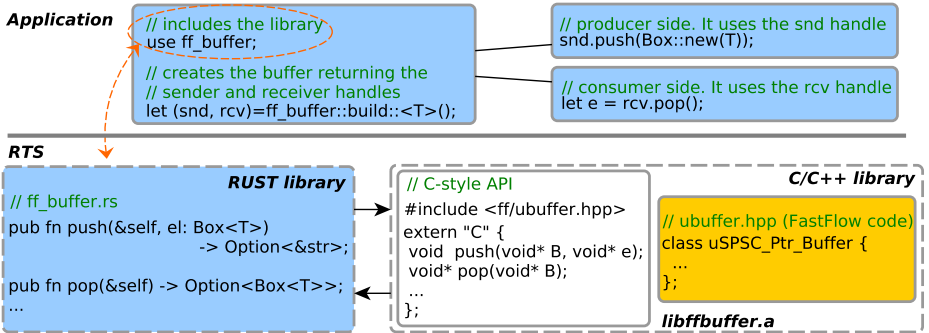 Application
// includes the library
use ff_buffer;
// creates the buffer returning the
// sender and receiver handles
let (snd, rcv)=ff_buffer::build::<T>();
// producer side. It uses the snd handle
snd.push(Box::new(T));
// consumer side. It uses the rcv handle
let e = rcv.pop();
RTS
RUST library
// ff_buffer.rs
pub fn push(&self, el: Box<T>)
-> Option<&str>;
pub fn pop(&self) -> Option<Box<T>>;
...
// C-style API
#include <ff/ubuffer.hpp>
extern "C" {
void  push(void* B, void* e);
void* pop(void* B);
...
};
C/C++ library
// ubuffer.hpp (FastFlow code)
class uSPSC_Ptr_Buffer {
...
};
libffbuffer.a